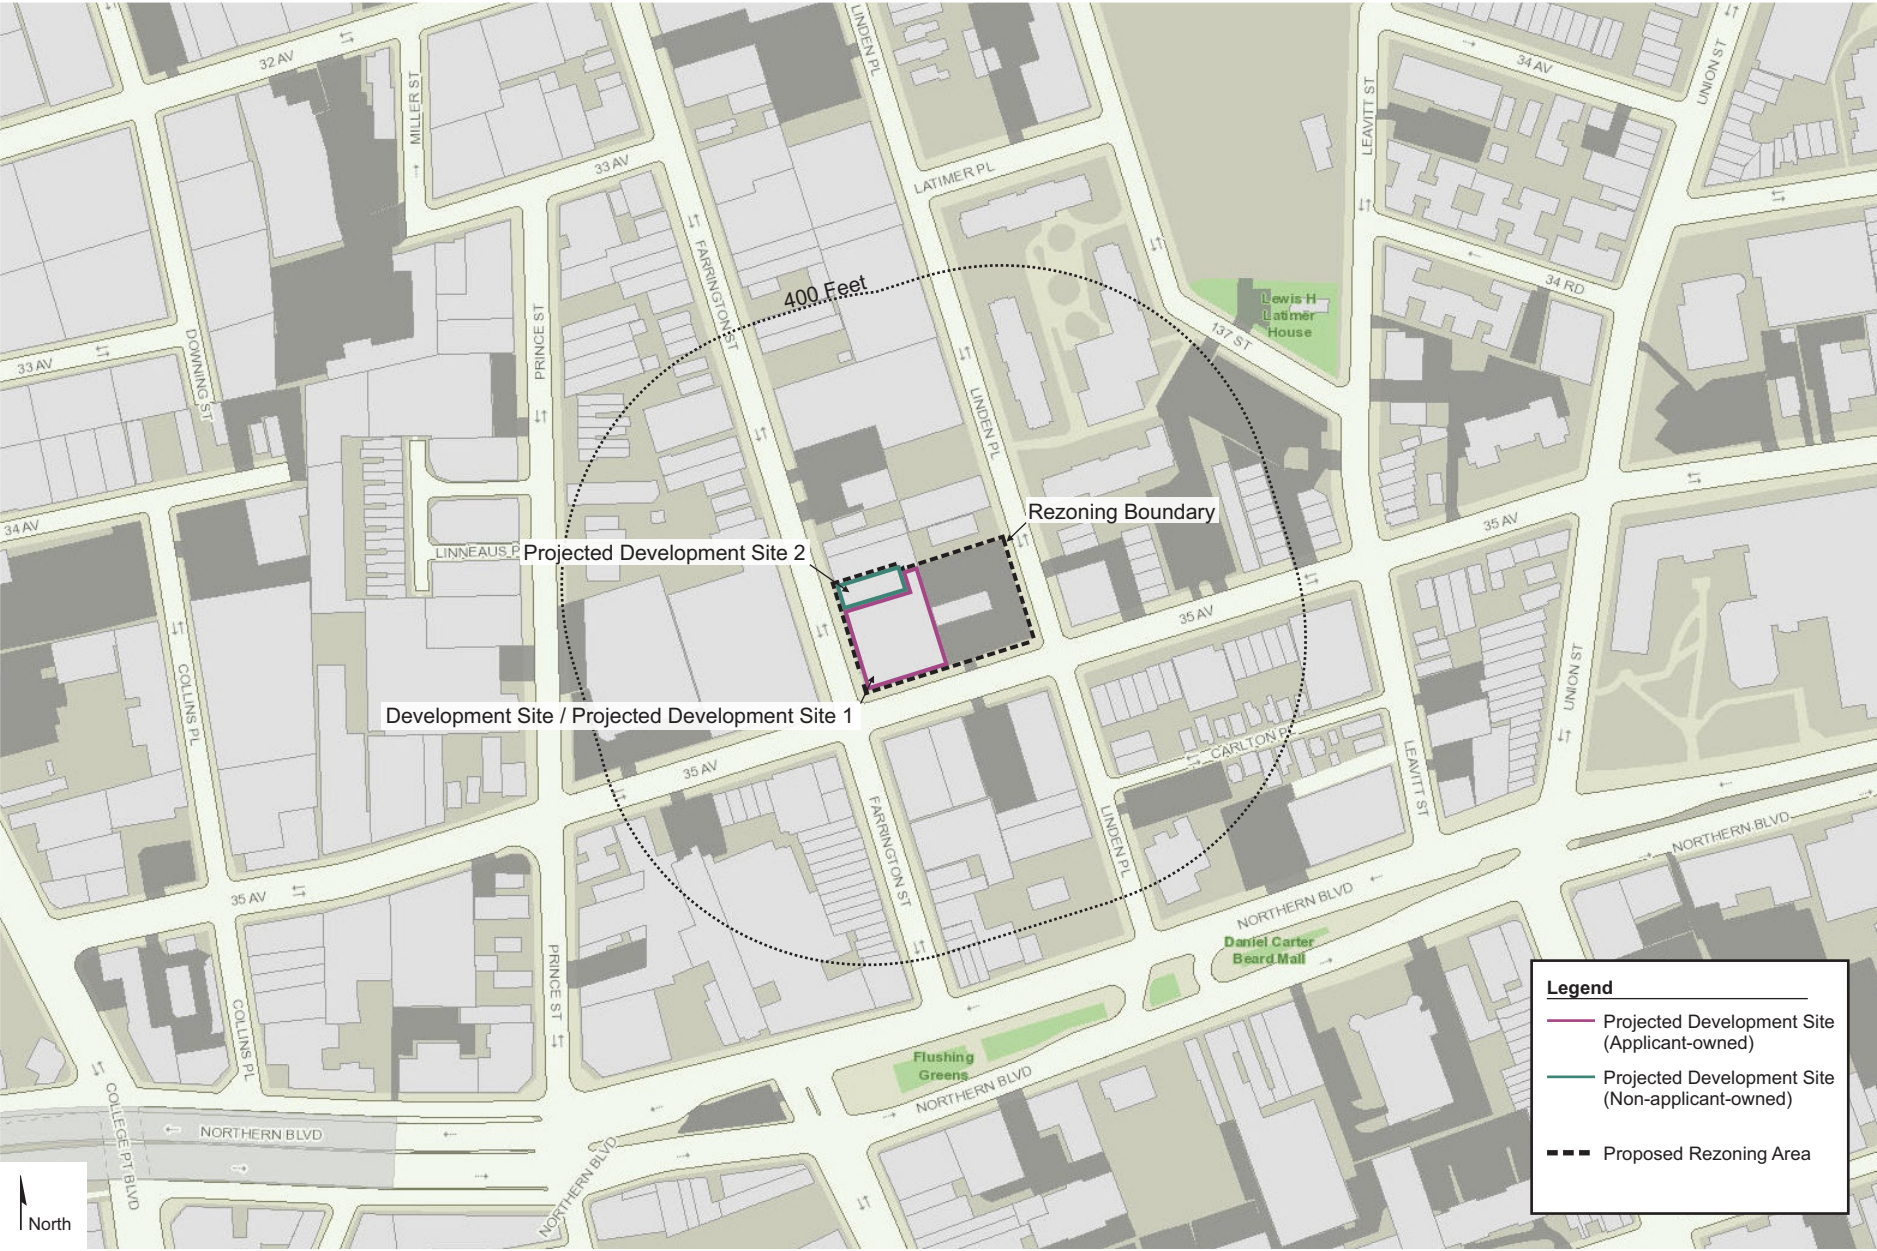 32 AV
MILLER ST
LINDEN PL
LEAVITT ST
34 AV
UNION ST
33 AV
LATIMER PL
FARRINGTON ST
400 Feet
34 RD
Lewis H
Latimer
House
137 ST
PRINCE ST
DOWNING ST
33 AV
LINDEN PL
Rezoning Boundary
34 AV
35 AV
LINNEAUS P
Projected Development Site 2
35 AV
COLLINS PL
UNION ST
Development Site / Projected Development Site 1
CARLTON P
LEAVITT ST
35 AV
FARRINGTON ST
LINDEN PL
NORTHERN BLVD
35 AV
NORTHERN BLVD
Daniel Carter
Beard Mall
PRINCE ST
COLLINS PL
Flushing
Greens
NORTHERN BLVD
COLLEGE PT BLVD
NORTHERN BLVD
NORTHERN BLVD
North
Legend
Projected Development Site
(Applicant-owned)
Projected Development Site
(Non-applicant-owned)
Proposed Rezoning Area